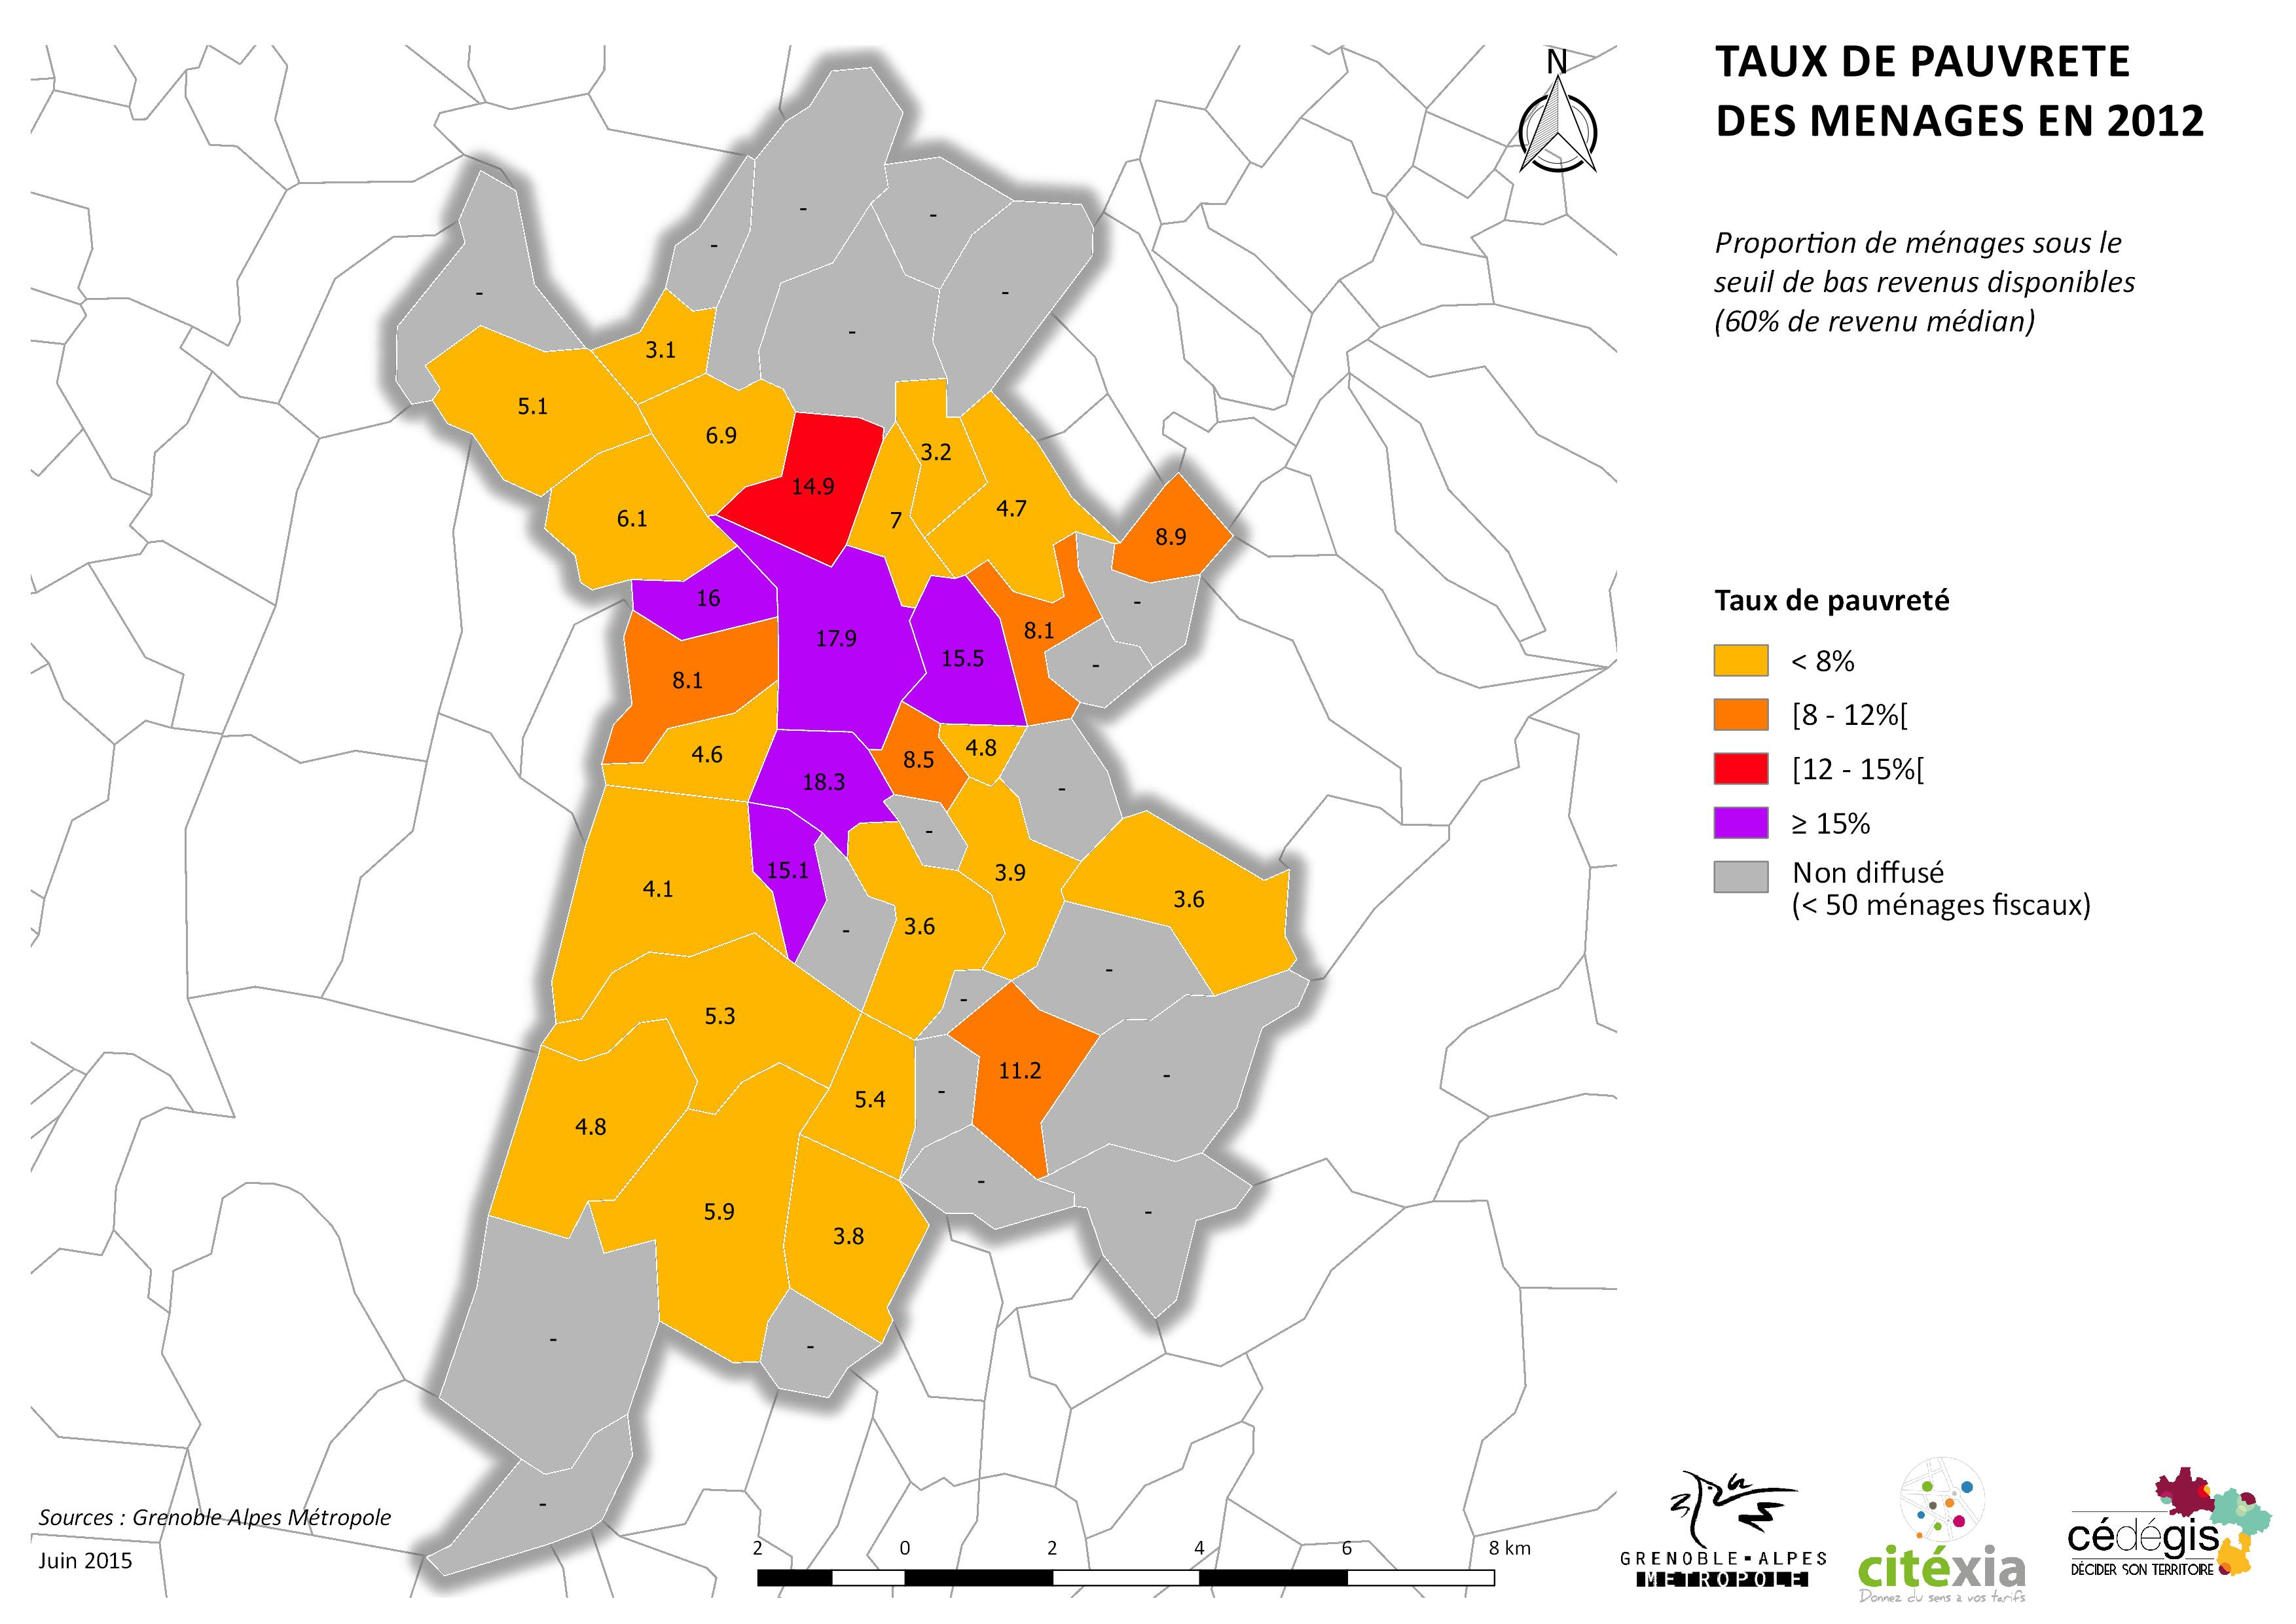 TAUX DE PAUVRETE
DES MENAGES EN 2012
N
Proportion de ménages sous le
seuil de bas revenus disponibles
(60% de revenu médian)
Taux de pauvreté
< 8%
[8 - 12%[
[12 - 15%[
≥ 15%
Non diffusé
(< 50 ménages fiscaux)
-
-
-
-
-
-
-
3.1
5.1
6.9
3.2
14.9
4.7
6.1
7
8.9
16
-
8.1
17.9
15.5
-
8.1
4.6
8.5
4.8
18.3
-
-
15.1
3.9
4.1
3.6
3.6
-
-
-
5.3
11.2
-
-
5.4
4.8
-
5.9
-
3.8
-
-
-
Sources : Grenoble Alpes Métropole
Juin 2015
2 0 2 4 6 8 km
GRENOBLE-ALPES
METROPOLE
citéxia
Donnez du sens à vos tarifs
cédégis
DÉCIDER SON TERRITOIRE